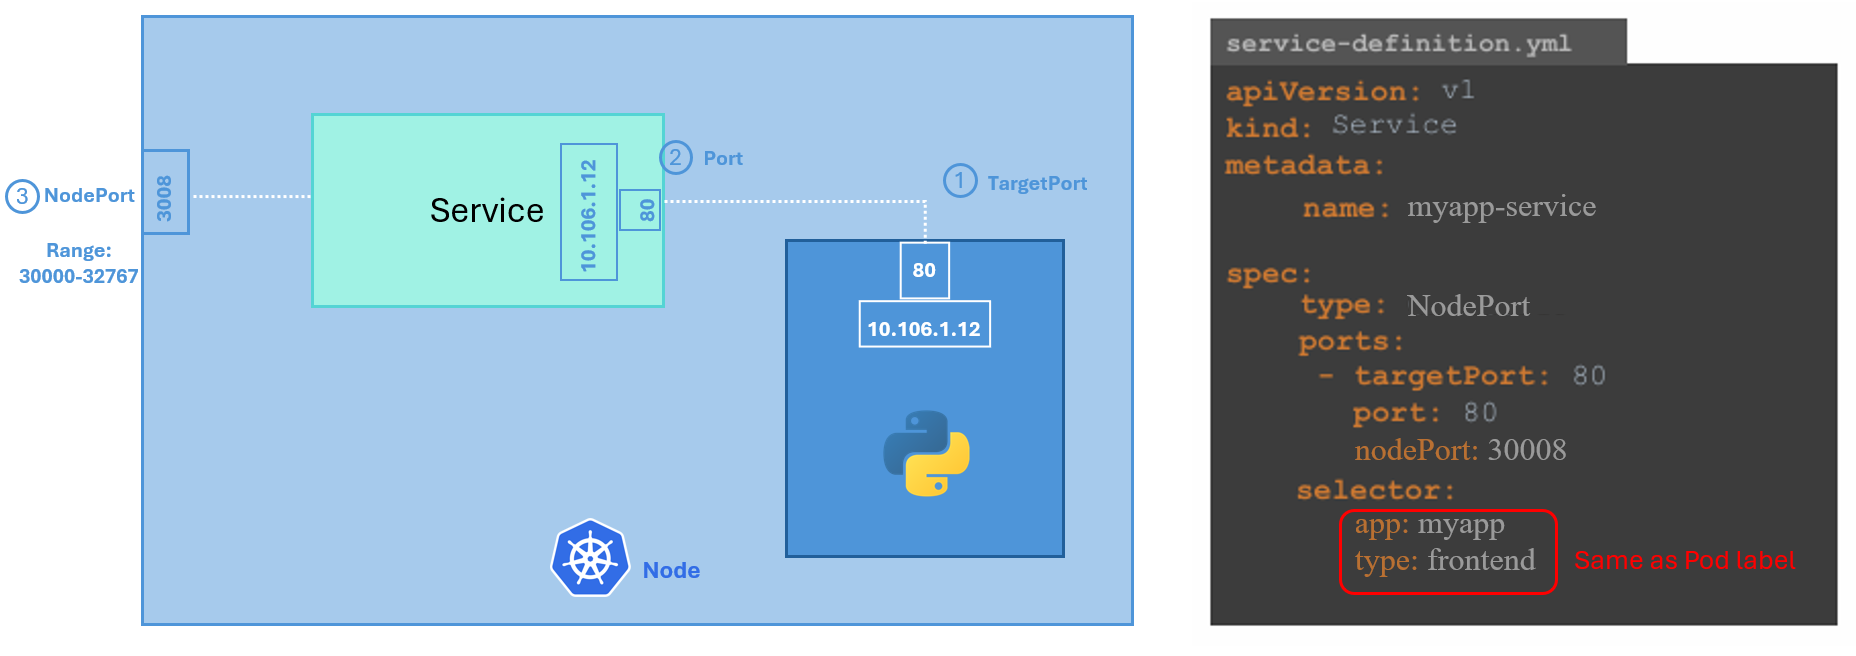 3 NodePort
Range:
30000-32767
30008
Service
10.106.1.12
80
2 Port
1 TargetPort
80
10.106.1.12
Node
service-definition.yml
apiVersion: v1
kind: Service
metadata:
name: myapp-service
spec:
type: NodePort
ports:
- targetPort: 80
port: 80
nodePort: 30008
selector:
app: myapp
type: frontend
Same as Pod label